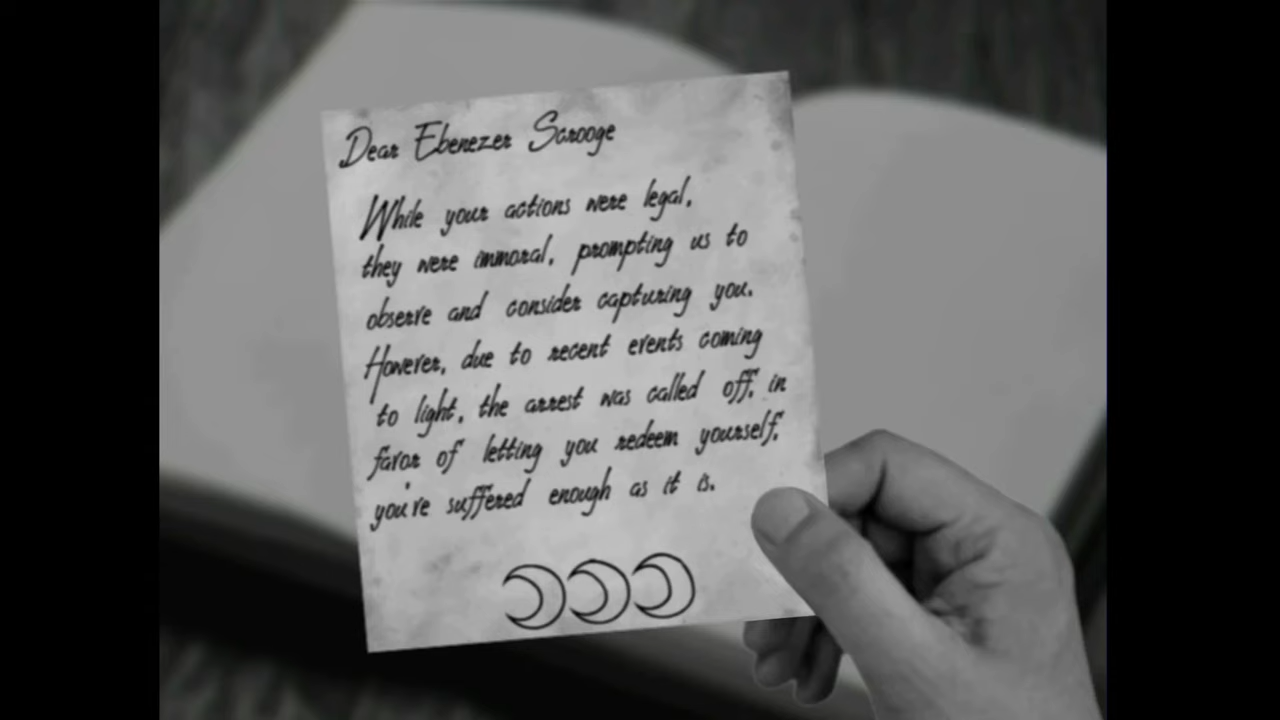 Dear Ebenezer Scrooge
While your actions were legal,
they were immoral, prompting us to
observe and consider capturing you.
However, due to recent events coming
to light, the arrest was called off, in
favor of letting you redeem yourself,
you're suffered enough as it is.